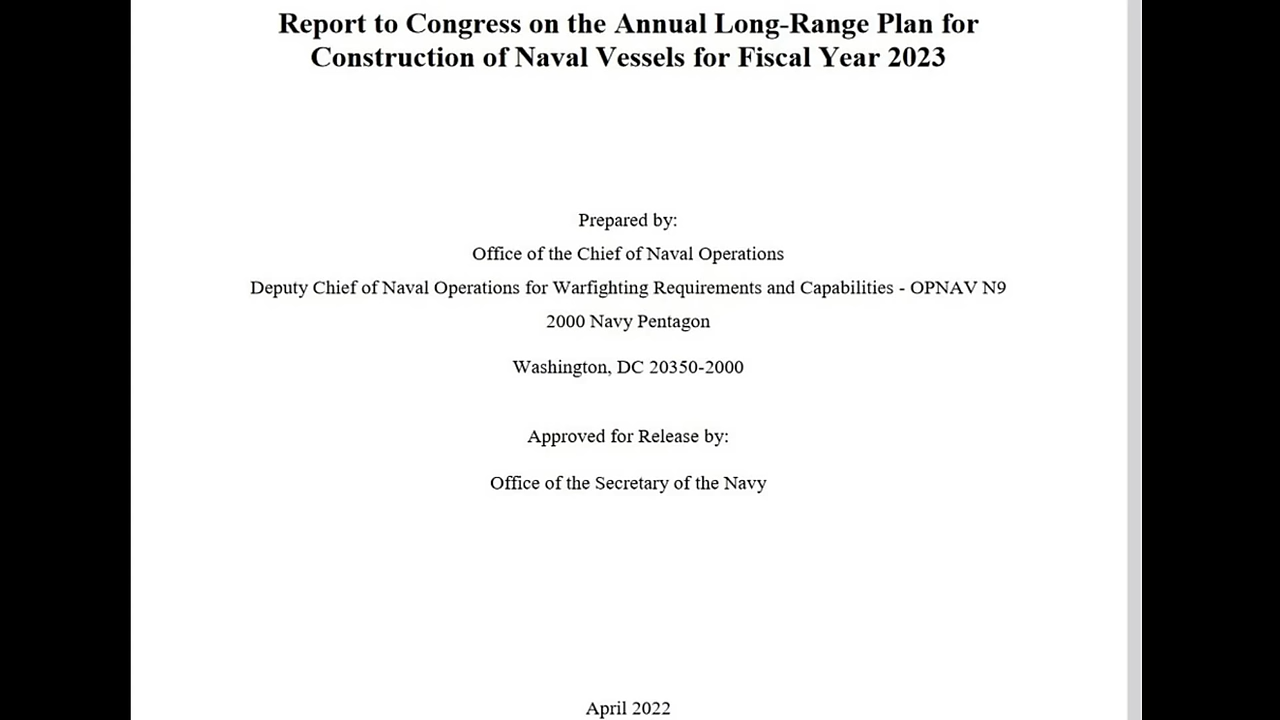 Report to Congress on the Annual Long-Range Plan for
Construction of Naval Vessels for Fiscal Year 2023
Prepared by:
Office of the Chief of Naval Operations
Deputy Chief of Naval Operations for Warfighting Requirements and Capabilities - OPNAV N9
2000 Navy Pentagon
Washington, DC 20350-2000
Approved for Release by:
Office of the Secretary of the Navy
April 2022